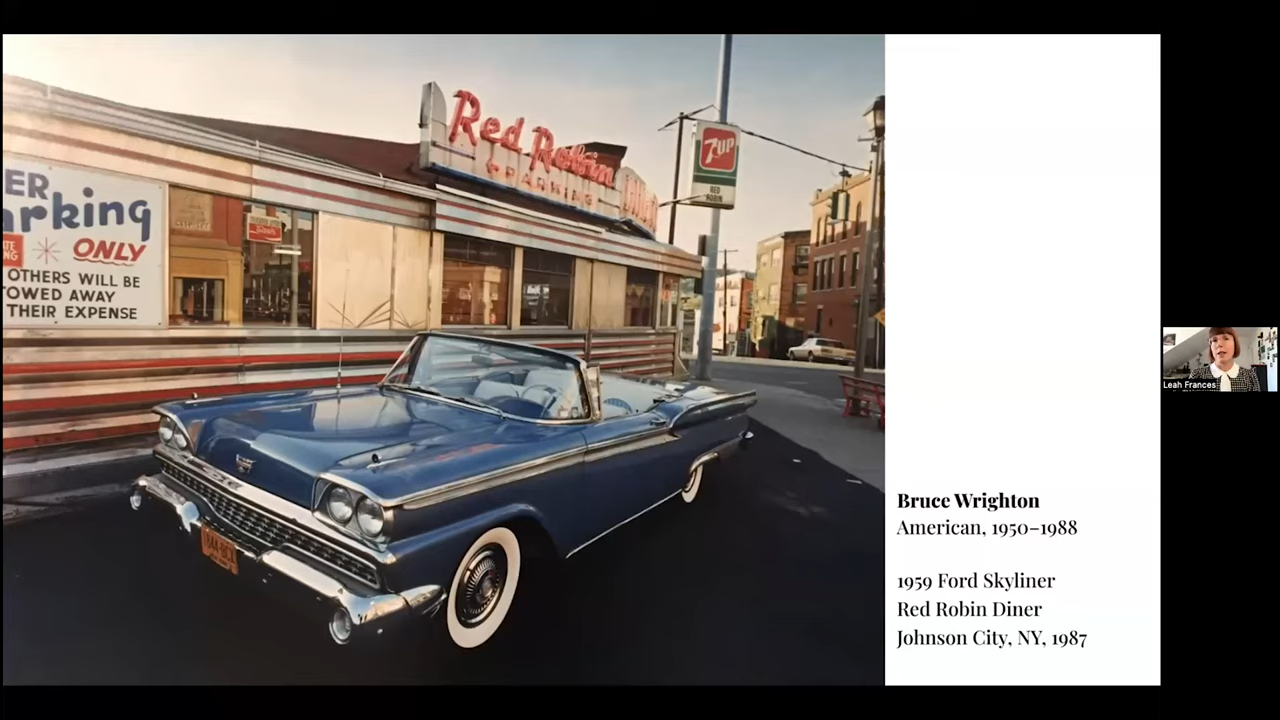 ER
arking
ONLY
OTHERS WILL BE
TOWED AWAY
THEIR EXPENSE
Red Robin
PARKING
7UP
RED
ROBIN
Bruce Wrighton
American, 1950–1988
1959 Ford Skyliner
Red Robin Diner
Johnson City, NY, 1987
Leah Frances